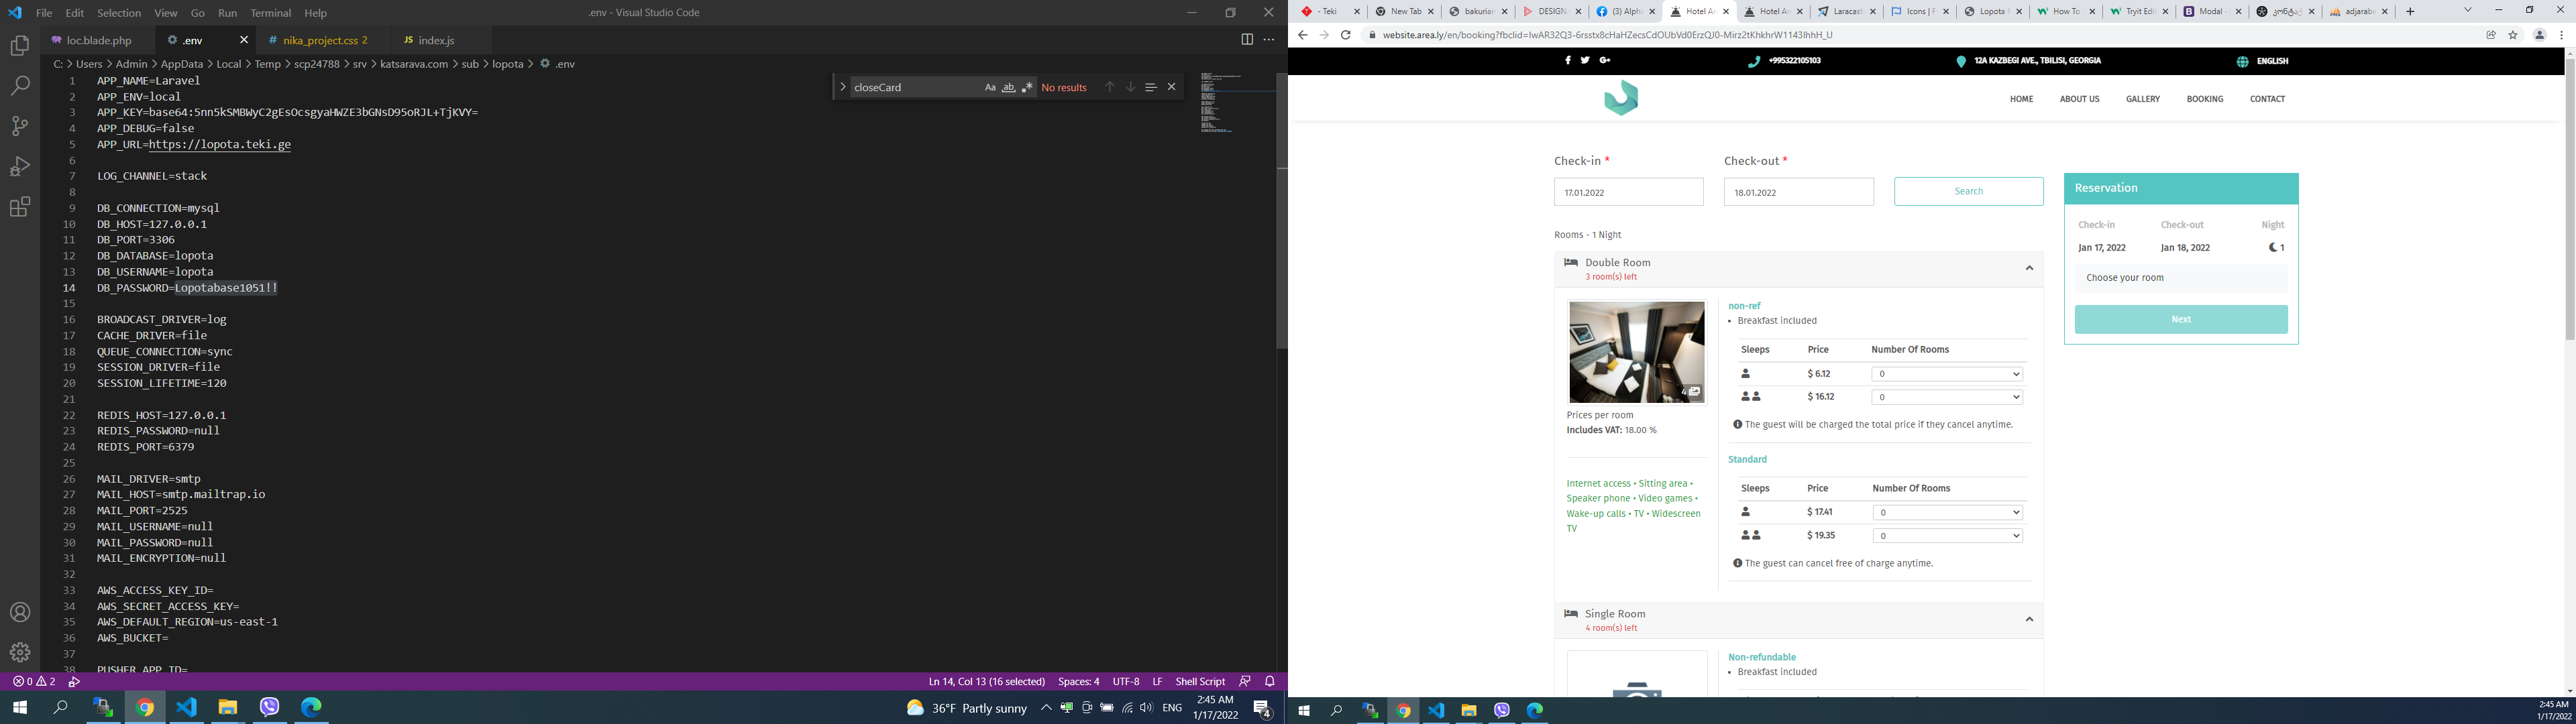 File Edit Selection View Go Run Terminal Help
.env - Visual Studio Code
loc.blade.php
.env
nika_project.css 2
index.js
C: > Users > Admin > AppData > Local > Temp > scp24788 > srv > katsarava.com > sub > lopota > .env
closeCard
No results
1 APP_NAME=Laravel
2 APP_ENV=local
3 APP_KEY=base64:5nn5kSMBWyC2gEsOcsgyaHWZE3bGNsD95oRJL+TjKVY=
4 APP_DEBUG=false
5 APP_URL=https://lopota.teki.ge
6
7 LOG_CHANNEL=stack
8
9 DB_CONNECTION=mysql
10 DB_HOST=127.0.0.1
11 DB_PORT=3306
12 DB_DATABASE=lopota
13 DB_USERNAME=lopota
14 DB_PASSWORD=Lopotabase1051!!
15
16 BROADCAST_DRIVER=log
17 CACHE_DRIVER=file
18 QUEUE_CONNECTION=sync
19 SESSION_DRIVER=file
20 SESSION_LIFETIME=120
21
22 REDIS_HOST=127.0.0.1
23 REDIS_PASSWORD=null
24 REDIS_PORT=6379
25
26 MAIL_DRIVER=smtp
27 MAIL_HOST=smtp.mailtrap.io
28 MAIL_PORT=2525
29 MAIL_USERNAME=null
30 MAIL_PASSWORD=null
31 MAIL_ENCRYPTION=null
32
33 AWS_ACCESS_KEY_ID=
34 AWS_SECRET_ACCESS_KEY=
35 AWS_DEFAULT_REGION=us-east-1
36 AWS_BUCKET=
37
38 PUSHER_APP_ID=
0 2
Ln 14, Col 13 (16 selected) Spaces: 4 UTF-8 LF Shell Script
36°F Partly sunny
ENG
2:45 AM
1/17/2022
4
- Teki
New Tab
bakurian
DESIGN.
(3) Alpha
Hotel Ar
Hotel Ar
Laracast
Icons | F
Lopota
How To
Tryit Edit
Modal ·
adjarabe
website.area.ly/en/booking?fbclid=IwAR32Q3-6rsstx8cHaHZecsCdOUbVd0ErzQJ0-Mirz2tKhkhrW1143IhhH_U
+995322105103
12A KAZBEGI AVE., TBILISI, GEORGIA
ENGLISH
HOME ABOUT US GALLERY BOOKING CONTACT
Check-in *
Check-out *
17.01.2022
18.01.2022
Search
Rooms - 1 Night
Double Room
3 room(s) left
4
Prices per room
Includes VAT: 18.00 %
Internet access • Sitting area •
Speaker phone • Video games •
Wake-up calls • TV • Widescreen
TV
non-ref
• Breakfast included
Sleeps Price Number Of Rooms
$ 6.12 0
$ 16.12 0
The guest will be charged the total price if they cancel anytime.
Standard
Sleeps Price Number Of Rooms
$ 17.41 0
$ 19.35 0
The guest can cancel free of charge anytime.
Single Room
4 room(s) left
Non-refundable
• Breakfast included
Reservation
Check-in Check-out Night
Jan 17, 2022 Jan 18, 2022 1
Choose your room
Next
2:45 AM
1/17/2022